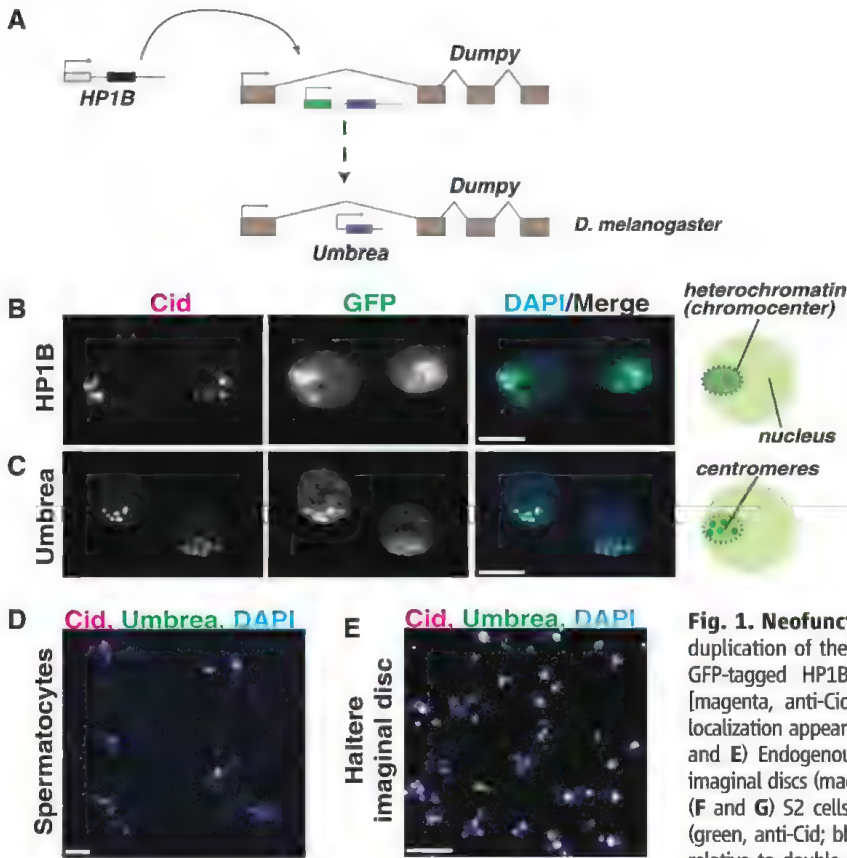 A
HP1B
Dumpy
Dumpy
D. melanogaster
Umbrea
B
Cid
GFP
DAPI/Merge
heterochromatin
(chromocenter)
HP1B
nucleus
C
centromeres
Umbrea
D
Cid, Umbrea, DAPI
E
Cid, Umbrea, DAPI
Spermatocytes
Haltere
imaginal disc
Fig. 1. Neofunct
duplication of the
GFP-tagged HP1B
[magenta, anti-Cid
localization appear
and E) Endogenou
imaginal discs (mag
(F and G) S2 cells
(green, anti-Cid; bl
relative to double